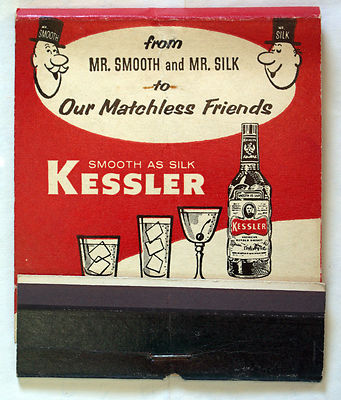 MR. SMOOTH
MR. SILK
from
MR. SMOOTH and MR. SILK
to
Our Matchless Friends
SMOOTH AS SILK
KESSLER
KESSLER